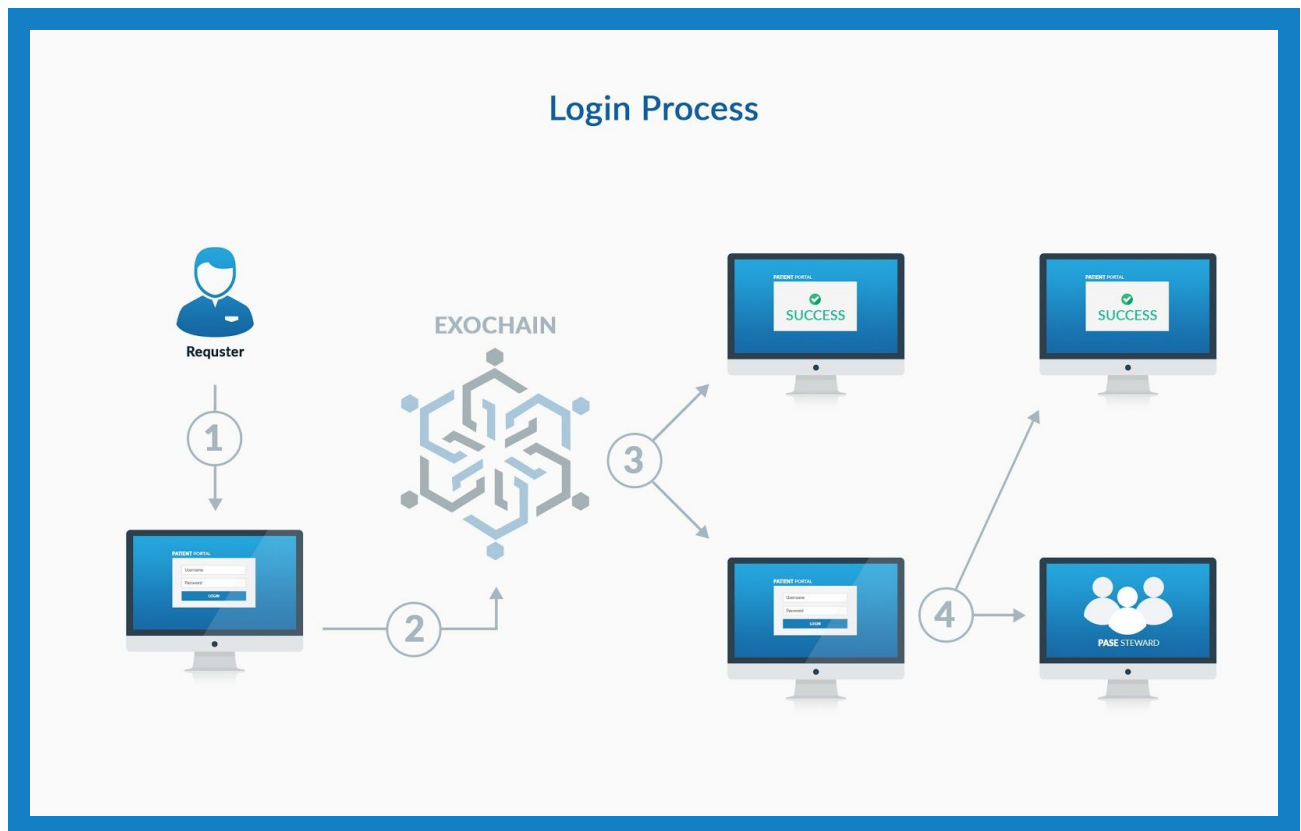 Login Process
Requster
1
PATIENT PORTAL
Username
Password
LOGIN
2
EXOCHAIN
3
PATIENT PORTAL
SUCCESS
PATIENT PORTAL
Username
Password
LOGIN
4
PATIENT PORTAL
SUCCESS
PASE STEWARD